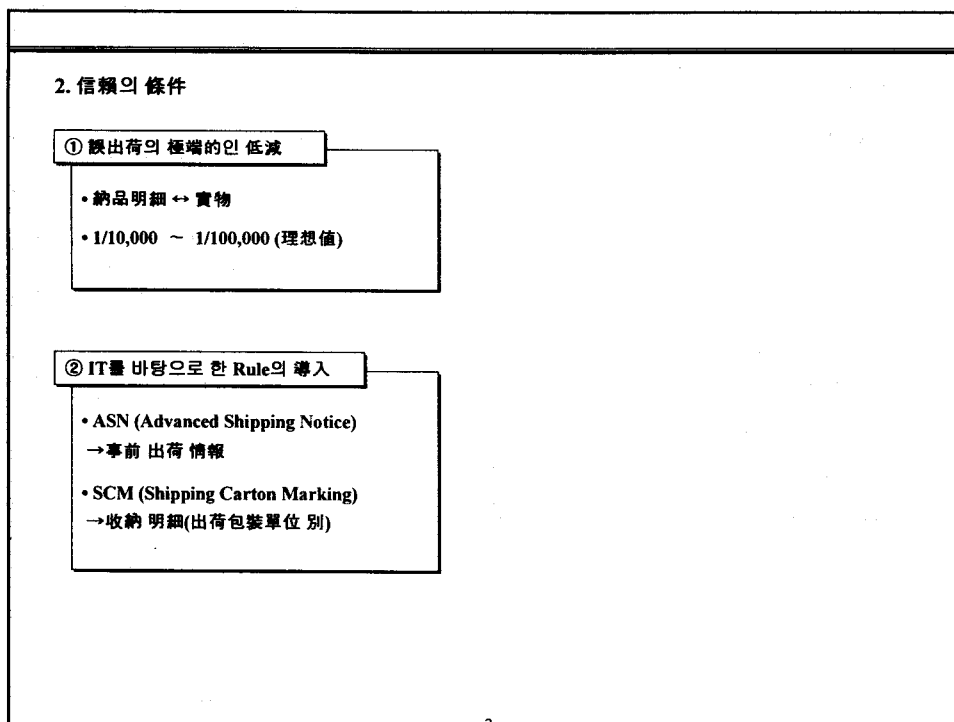 2. 信賴의 條件
① 誤出荷의 極端的인 低減
• 納品明細 ↔ 實物
• 1/10,000 ~ 1/100,000 (理想値)
② IT를 바탕으로 한 Rule의 導入
• ASN (Advanced Shipping Notice)
→事前 出荷 情報
• SCM (Shipping Carton Marking)
→收納 明細(出荷包裝單位 別)